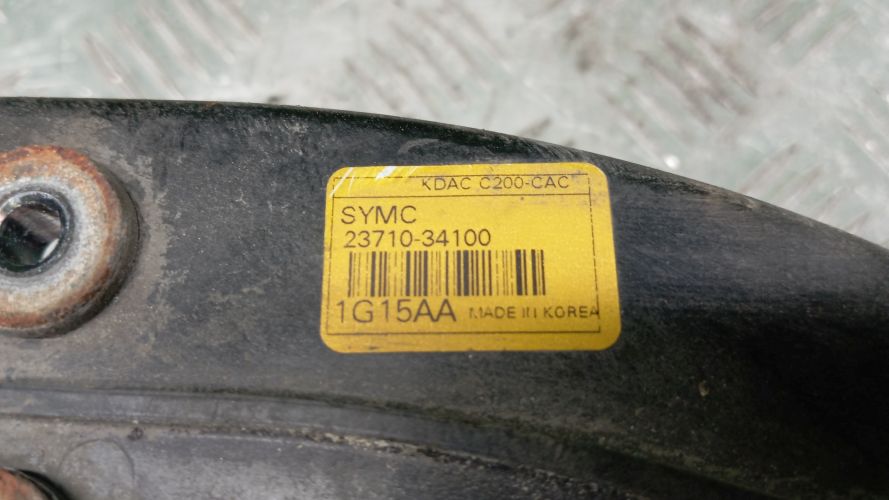 KDAC C200-CAC
SYMC
23710-34100
1G15AA MADE IN KOREA